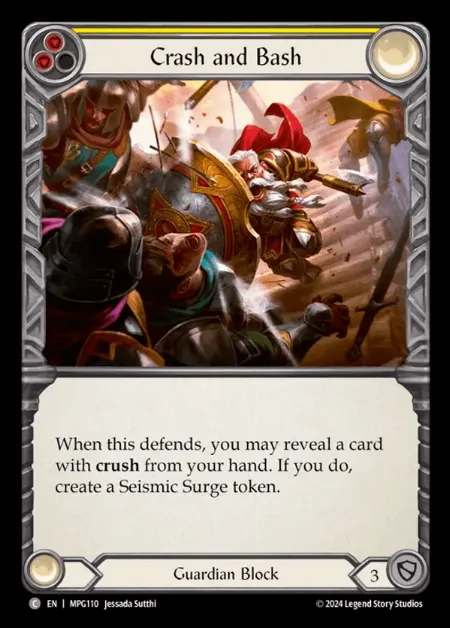 Crash and Bash
When this defends, you may reveal a card
with crush from your hand. If you do,
create a Seismic Surge token.
Guardian Block
3
C EN | MPG110 Jessada Sutthi
© 2024 Legend Story Studios